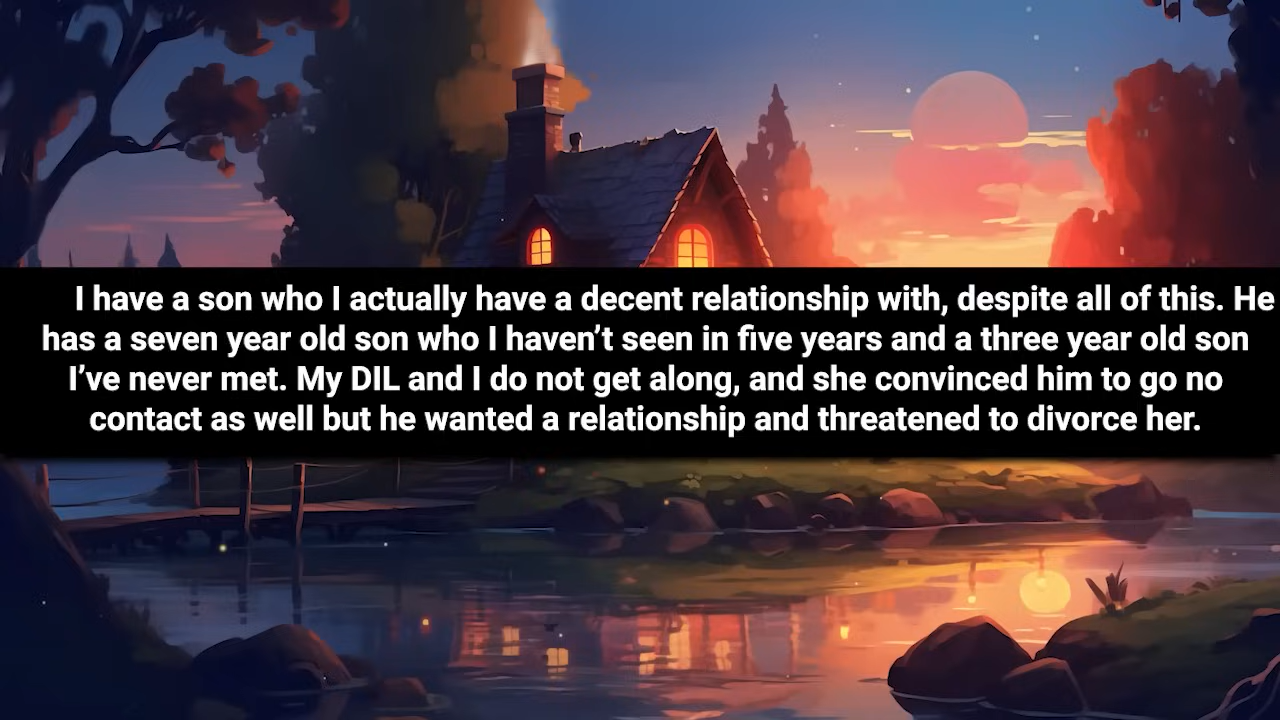 I have a son who I actually have a decent relationship with, despite all of this. He
has a seven year old son who I haven’t seen in five years and a three year old son
I’ve never met. My DIL and I do not get along, and she convinced him to go no
contact as well but he wanted a relationship and threatened to divorce her.